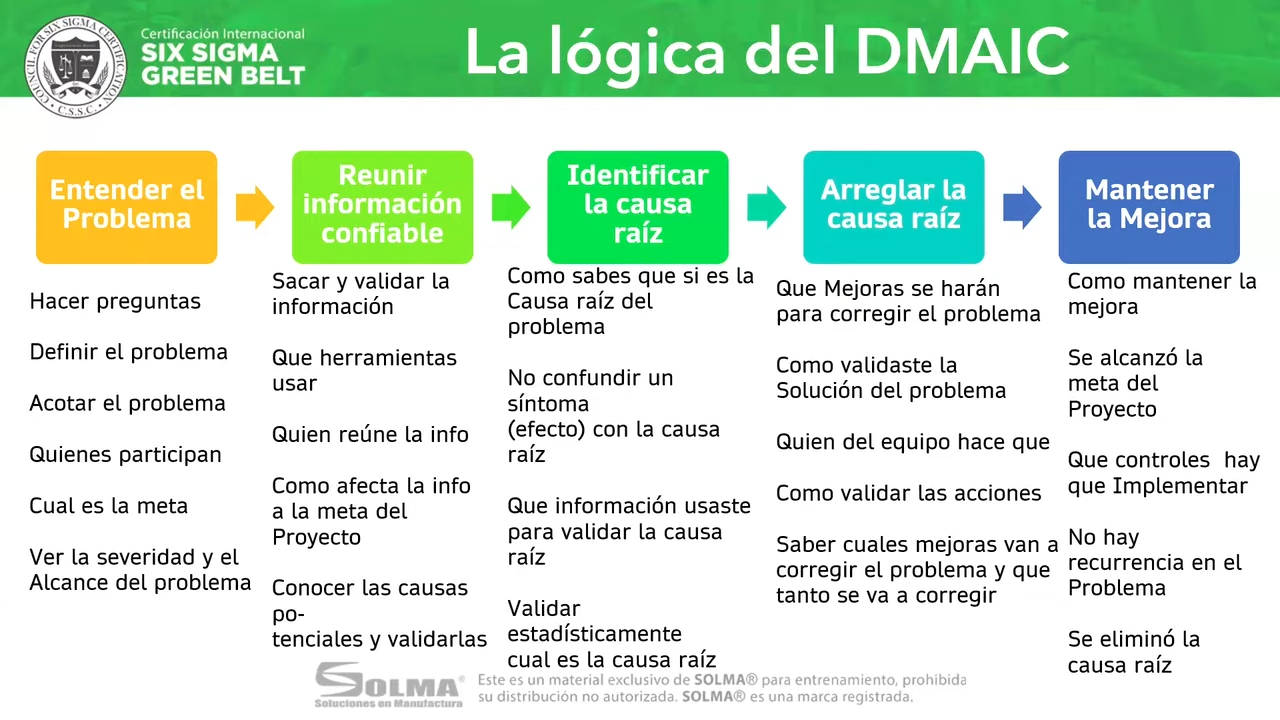 Certificación Internacional
SIX SIGMA
GREEN BELT
COUNCIL FOR SIX SIGMA CERTIFICATION
• C.S.S.C. •
La lógica del DMAIC
Entender el
Problema
Hacer preguntas
Definir el problema
Acotar el problema
Quienes participan
Cual es la meta
Ver la severidad y el
Alcance del problema
Reunir
información
confiable
Sacar y validar la
información
Que herramientas
usar
Quien reúne la info
Como afecta la info
a la meta del
Proyecto
Conocer las causas
po-
tenciales y validarlas
Identificar
la causa
raíz
Como sabes que si es la
Causa raíz del
problema
No confundir un
síntoma
(efecto) con la causa
raíz
Que información usaste
para validar la causa
raíz
Validar
estadísticamente
cual es la causa raíz
Arreglar la
causa raíz
Que Mejoras se harán
para corregir el problema
Como validaste la
Solución del problema
Quien del equipo hace que
Como validar las acciones
Saber cuales mejoras van a
corregir el problema y que
tanto se va a corregir
Mantener
la Mejora
Como mantener la
mejora
Se alcanzó la
meta del
Proyecto
Que controles  hay
que Implementar
No hay
recurrencia en el
Problema
Se eliminó la
causa raíz
SOLMA®
Soluciones en Manufactura
Este es un material exclusivo de SOLMA® para entrenamiento, prohibida
su distribución no autorizada. SOLMA® es una marca registrada.